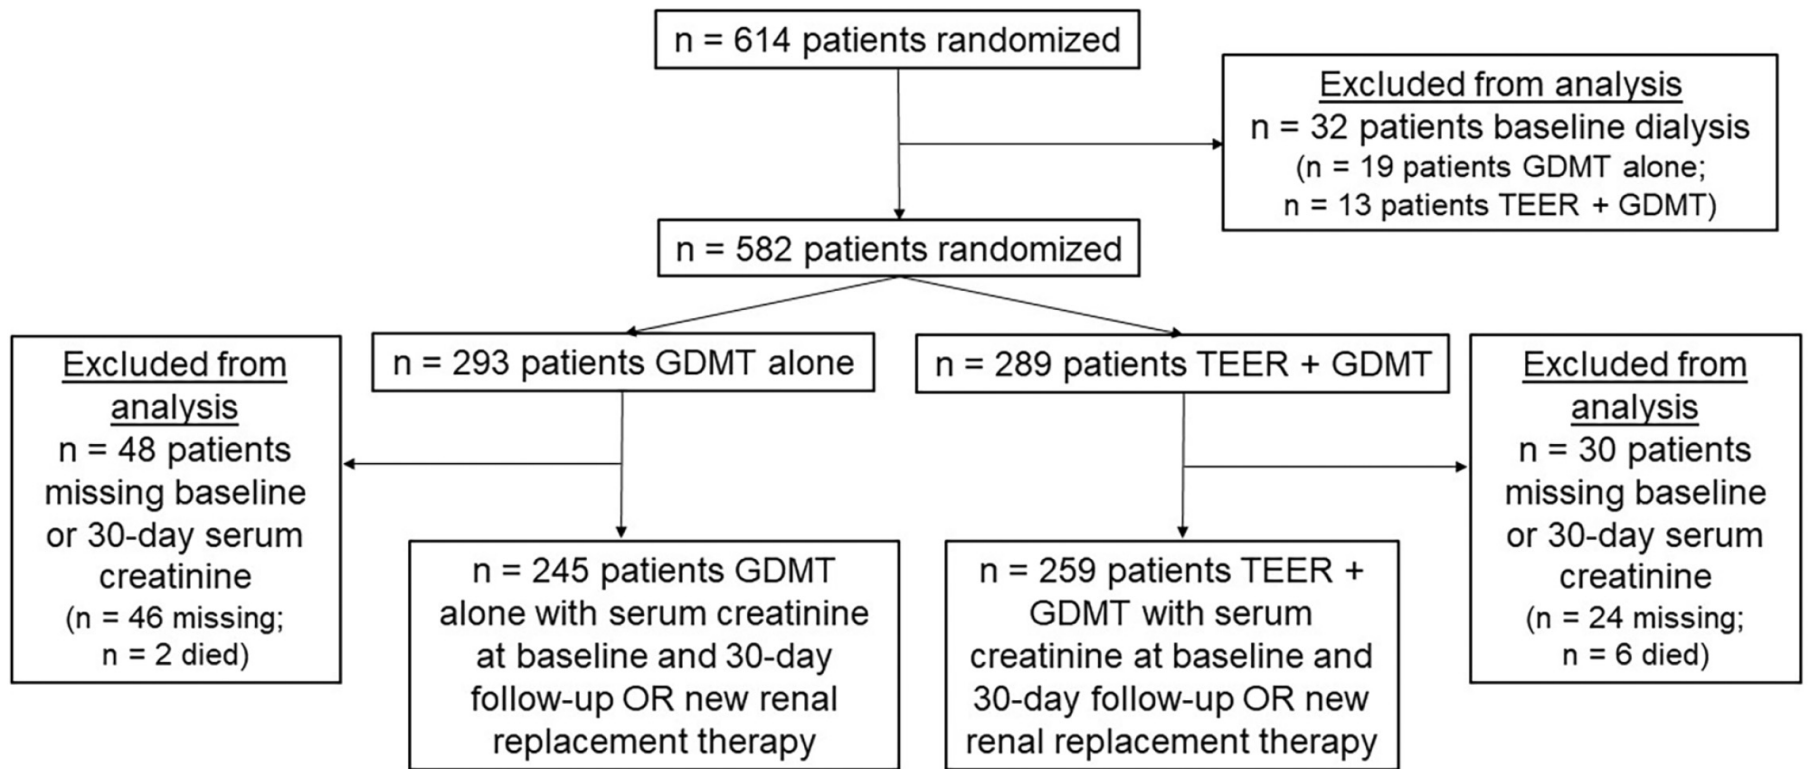 n = 614 patients randomized
Excluded from analysis
n = 32 patients baseline dialysis
(n = 19 patients GDMT alone;
n = 13 patients TEER + GDMT)
n = 582 patients randomized
Excluded from
analysis
n = 48 patients
missing baseline
or 30-day serum
creatinine
(n = 46 missing;
n = 2 died)
n = 293 patients GDMT alone
n = 289 patients TEER + GDMT
Excluded from
analysis
n = 30 patients
missing baseline
or 30-day serum
creatinine
(n = 24 missing;
n = 6 died)
n = 245 patients GDMT
alone with serum creatinine
at baseline and 30-day
follow-up OR new renal
replacement therapy
n = 259 patients TEER +
GDMT with serum
creatinine at baseline and
30-day follow-up OR new
renal replacement therapy